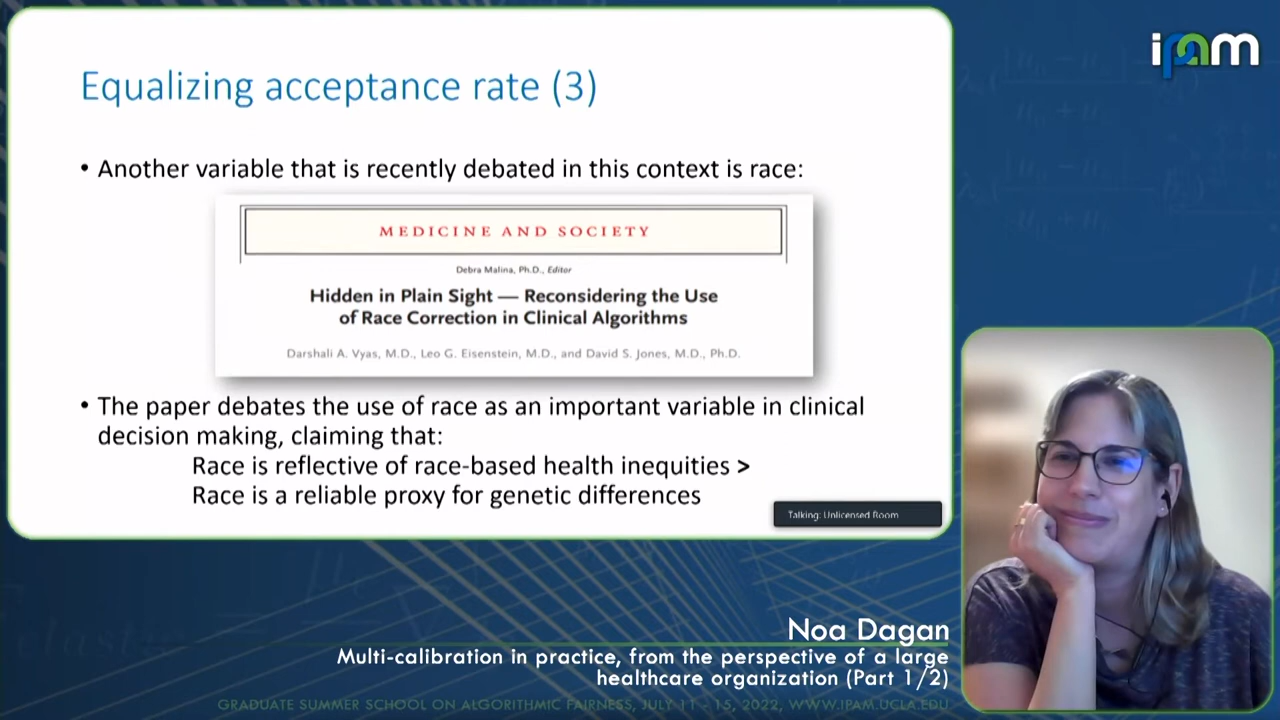 Equalizing acceptance rate (3)
• Another variable that is recently debated in this context is race:
MEDICINE AND SOCIETY
Debra Malina, Ph.D., Editor
Hidden in Plain Sight — Reconsidering the Use
of Race Correction in Clinical Algorithms
Darshali A. Vyas, M.D., Leo G. Eisenstein, M.D., and David S. Jones, M.D., Ph.D.
• The paper debates the use of race as an important variable in clinical
decision making, claiming that:
Race is reflective of race-based health inequities >
Race is a reliable proxy for genetic differences
Talking: Unlicensed Room
ipam
Noa Dagan
Multi-calibration in practice, from the perspective of a large
healthcare organization (Part 1/2)
GRADUATE SUMMER SCHOOL ON ALGORITHMIC FAIRNESS, JULY 11 - 15, 2022, WWW.IPAM.UCLA.EDU